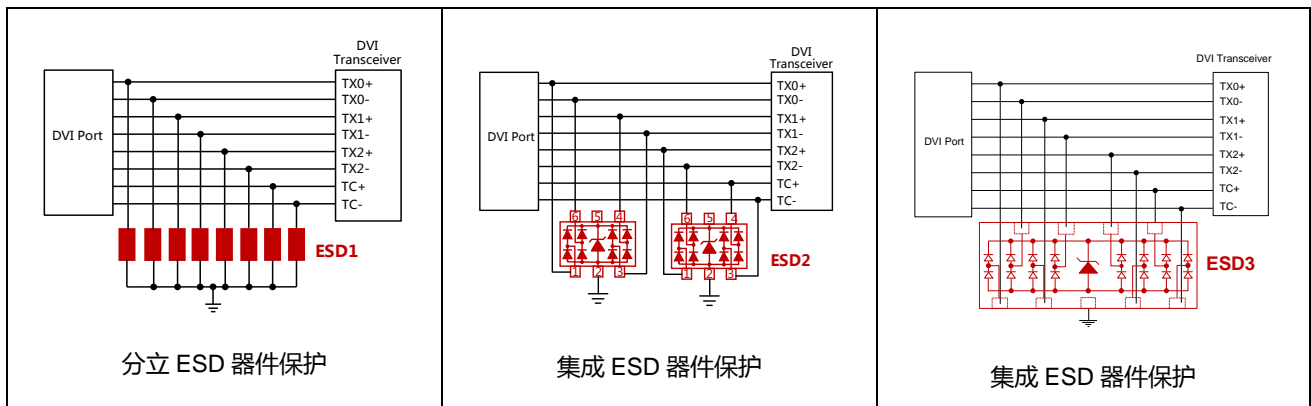 DVI
Transceiver
DVI Port
TX0+
TX0-
TX1+
TX1-
TX2+
TX2-
TC+
TC-
ESD1
分立 ESD 器件保护
DVI
Transceiver
DVI Port
TX0+
TX0-
TX1+
TX1-
TX2+
TX2-
TC+
TC-
6 5 4
6 5 4
1 2 3
1 2 3
ESD2
集成 ESD 器件保护
DVI Transceiver
DVI Port
TX0+
TX0-
TX1+
TX1-
TX2+
TX2-
TC+
TC-
ESD3
集成 ESD 器件保护